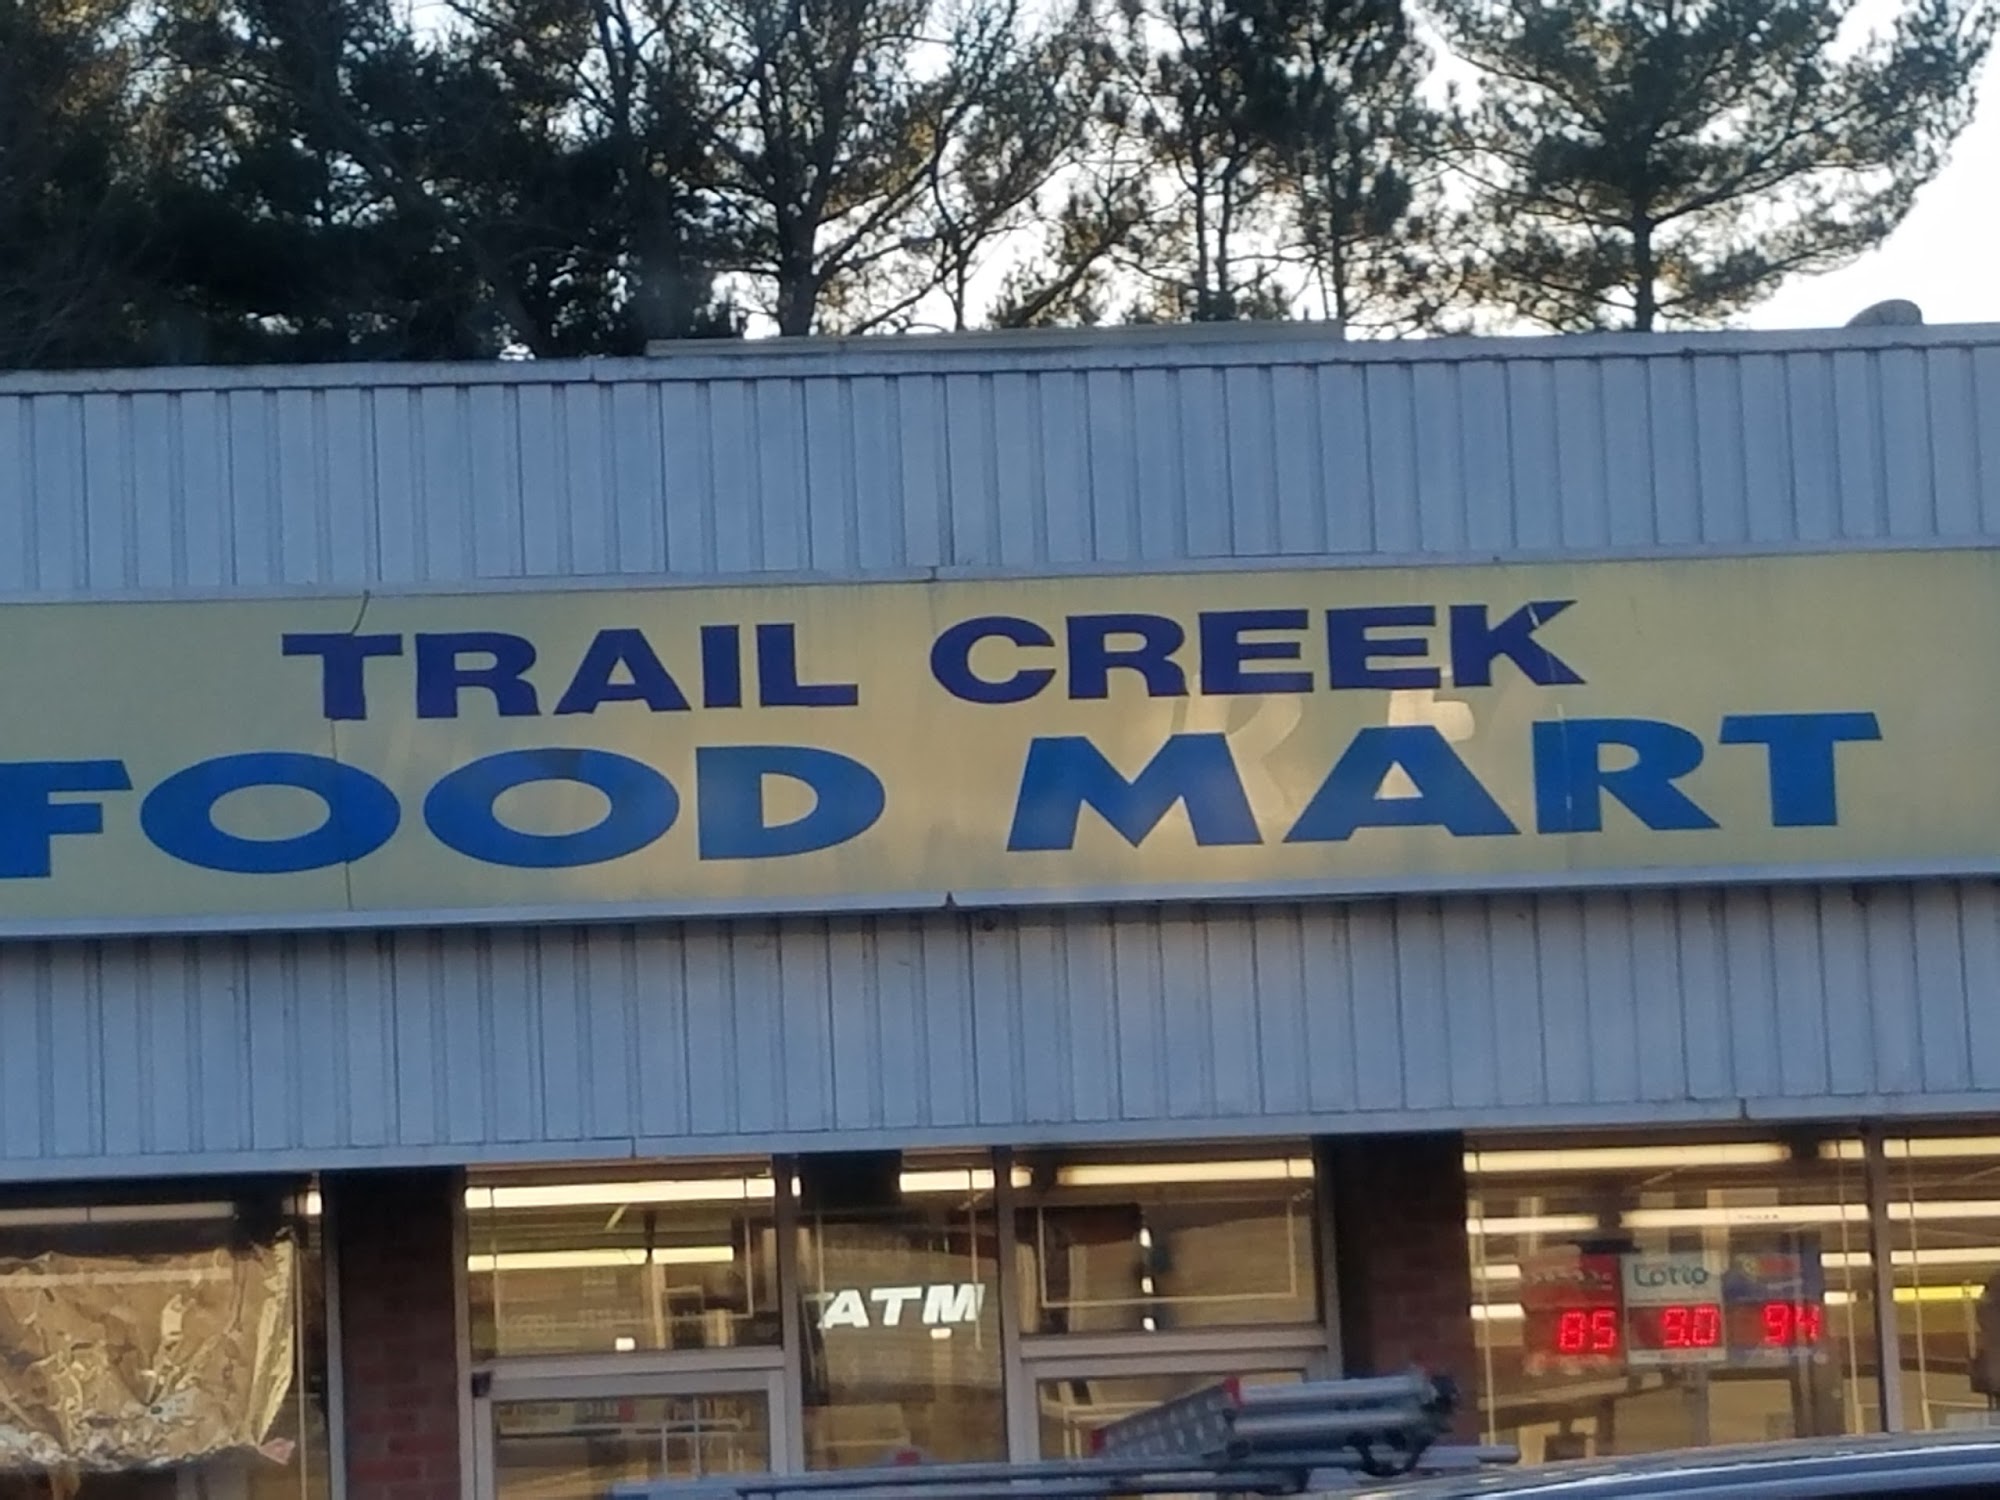 TRAIL CREEK
FOOD MART
ATM
Lotto
85 9.0 94